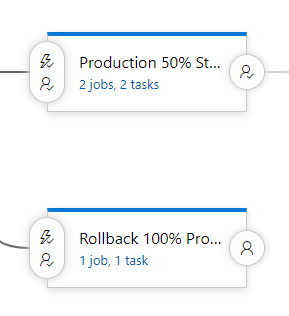 Production 50% St...
2 jobs, 2 tasks
Rollback 100% Pro...
1 job, 1 task